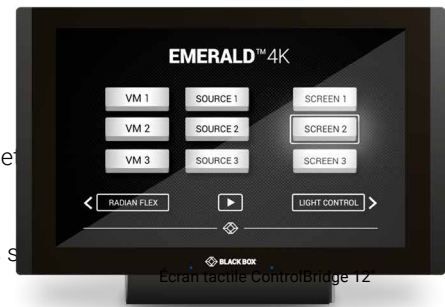 EMERALD™4K
VM 1 SOURCE 1 SCREEN 1
VM 2 SOURCE 2 SCREEN 2
et
VM 3 SOURCE 3 SCREEN 3
RADIAN FLEX LIGHT CONTROL
BLACK BOX
Écran tactile ControlBridge 12"